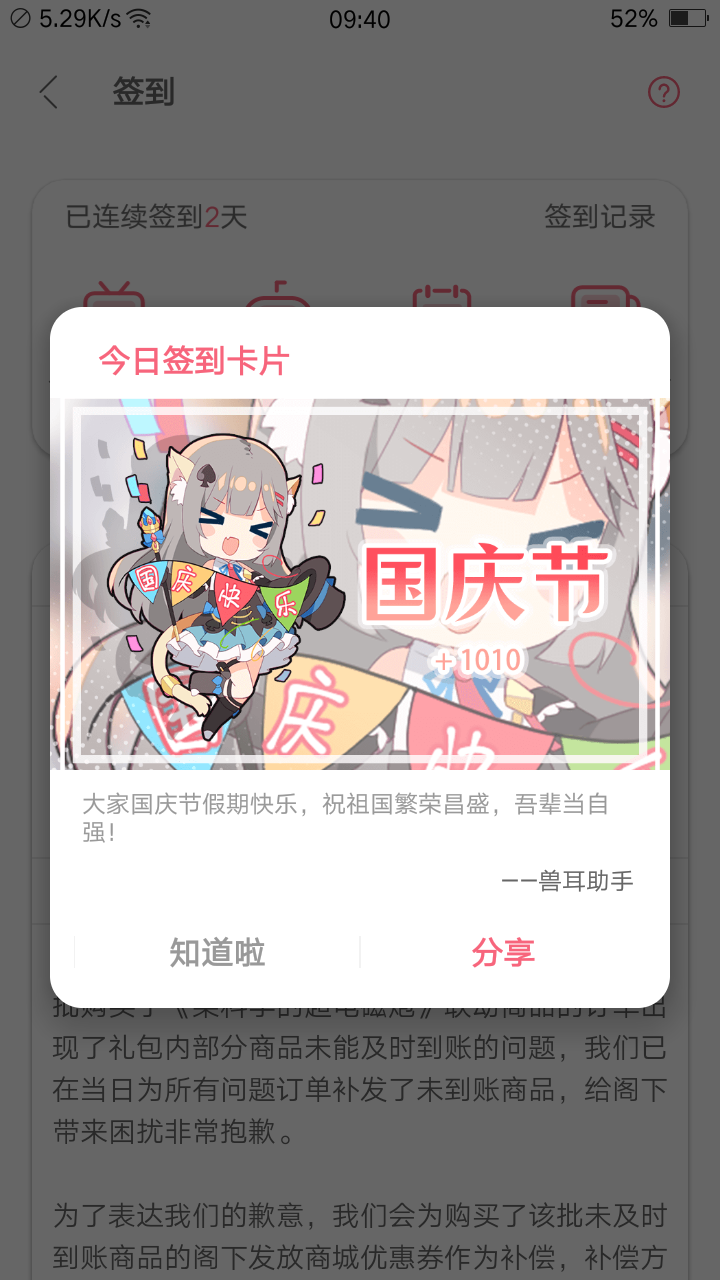 5.29K/s
09:40
52%
签到
?
已连续签到2天
签到记录
今日签到卡片
国庆快乐
国庆节
+1010
国庆快
大家国庆节假期快乐，祝祖国繁荣昌盛，吾辈当自
强！
——兽耳助手
知道啦
分享
现了礼包内部分商品未能及时到账的问题，我们已
在当日为所有问题订单补发了未到账商品，给阁下
带来困扰非常抱歉。
为了表达我们的歉意，我们会为购买了该批未及时
到账商品的阁下发放商城优惠券作为补偿，补偿方